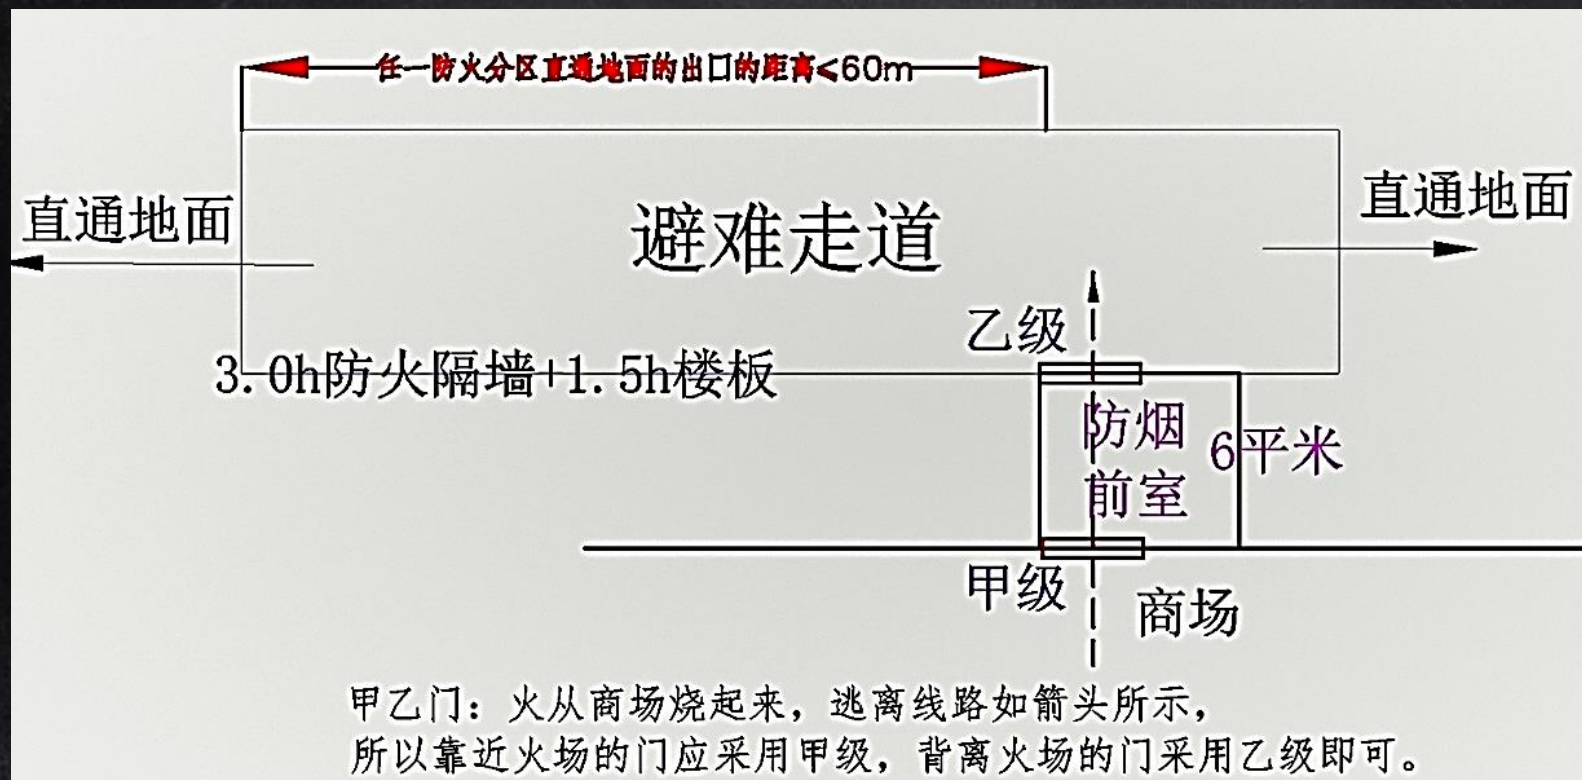 任一防火分区直通地面的出口的距离≤60m
直通地面
直通地面
避难走道
乙级
3.0h防火隔墙+1.5h楼板
防烟
前室
6平米
甲级
商场
甲乙门：火从商场烧起来，逃离线路如箭头所示，
所以靠近火场的门应采用甲级，背离火场的门采用乙级即可。